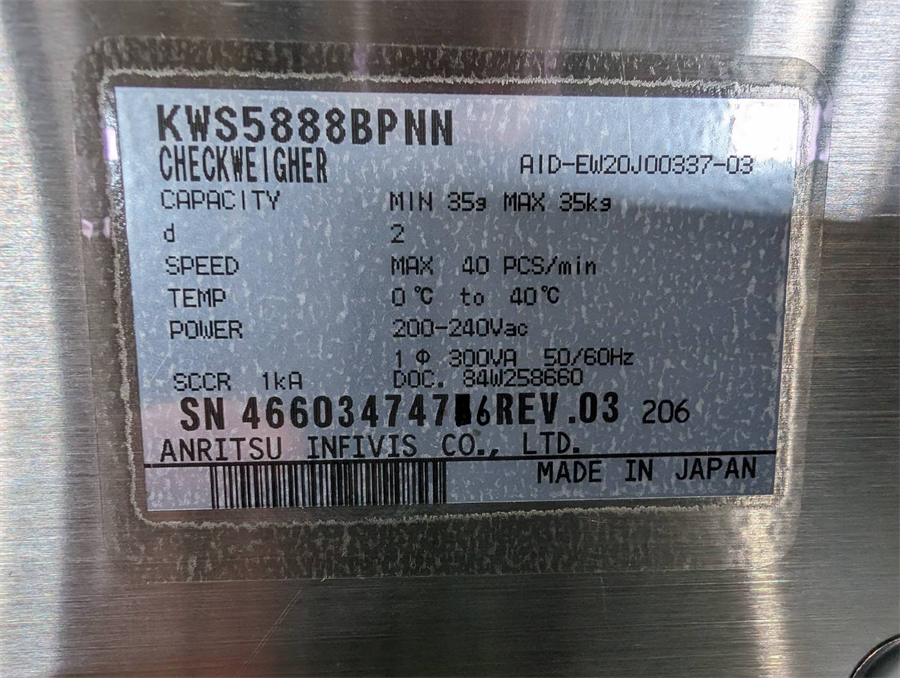 KWS5888BPNN
CHECKWEIGHER AID-EW20J00337-03
CAPACITY MIN 35g MAX 35kg
d 2
SPEED MAX 40 PCS/min
TEMP 0℃ to 40℃
POWER 200-240Vac
1 Φ 300VA 50/60Hz
SCCR 1kA DOC. 84W258660
SN REV.03 206
ANRITSU INFIVIS CO., LTD.
MADE IN JAPAN